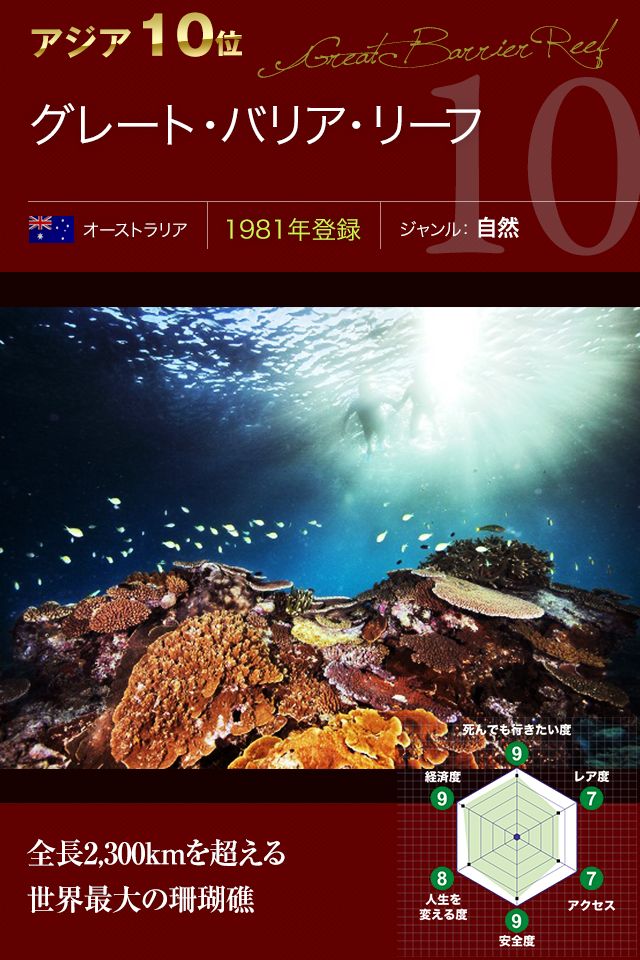 アジア10位
Great Barrier Reef
10
グレート・バリア・リーフ
オーストラリア
1981年登録
ジャンル：自然
死んでも行きたい度
9
経済度
9
レア度
7
8
人生を
変える度
7
アクセス
9
安全度
全長2,300kmを超える
世界最大の珊瑚礁